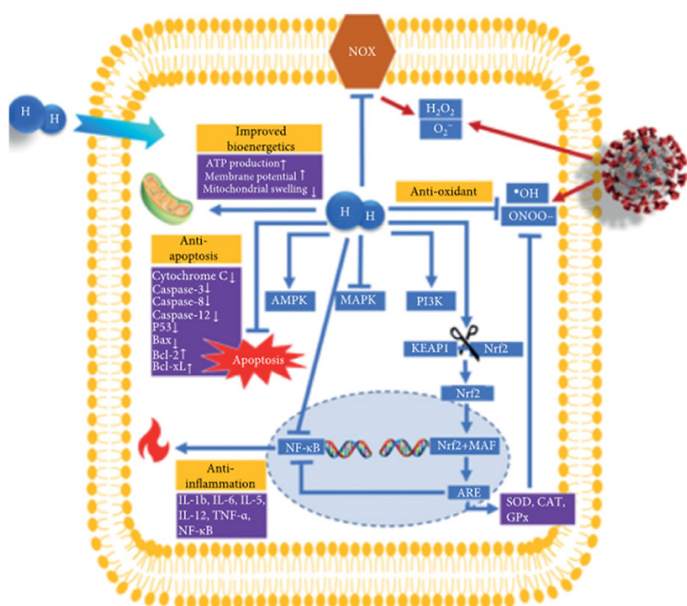 NOX
H₂O₂
O₂⁻
H
H
Improved
bioenergetics
ATP production↑
Membrane potential ↑
Mitochondrial swelling ↓
Anti-oxidant
•OH
ONOO~
H
H
Anti-
apoptosis
Cytochrome C↓
Caspase-3↓
Caspase-8↓
Caspase-12 ↓
P53↓
Bax↓
Bcl-2↑
Bcl-xL↑
Apoptosis
AMPK
MAPK
PI3K
KEAP1
Nrf2
Nrf2
NF-κB
Nrf2+MAF
ARE
Anti-
inflammation
IL-1b, IL-6, IL-5,
IL-12, TNF-α,
NF-κB
SOD, CAT,
GPx